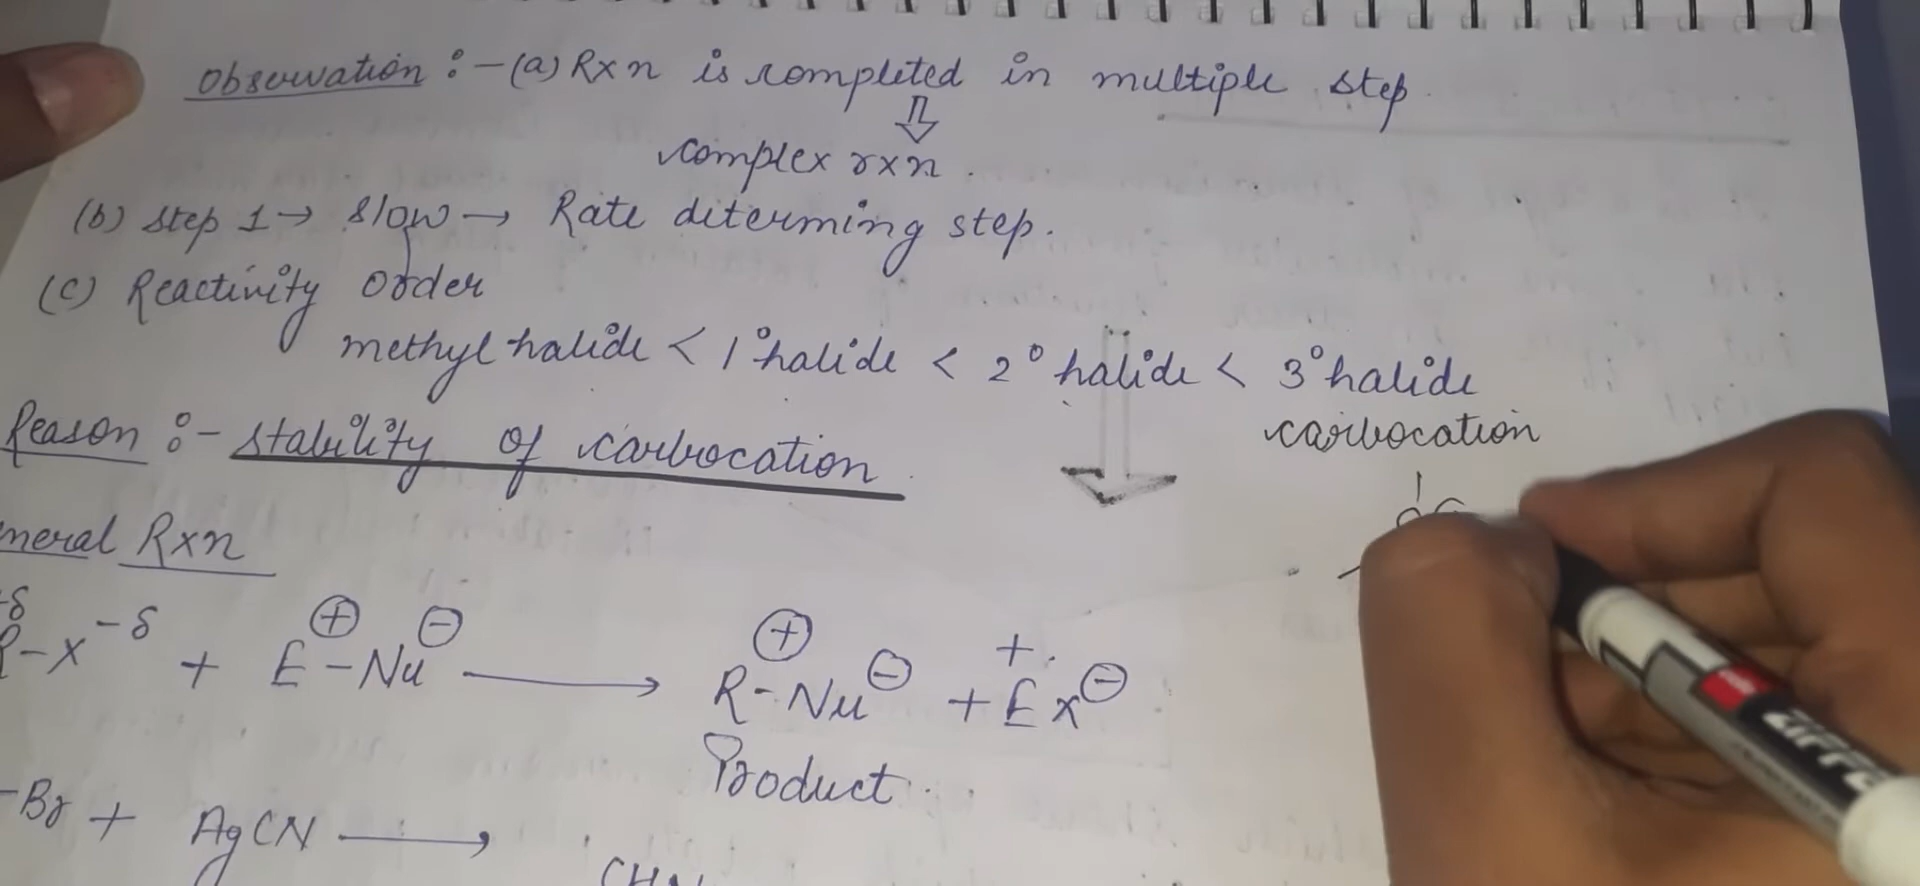 Observation :- (a) Rxn is completed in multiple step.
⇓
complex rxn.
(b) step 1 → slow → Rate determing step.
(c) Reactivity order
methyl halide < 1° halide < 2° halide < 3° halide
carbocation
Reason :- stability of carbocation.
neral Rxn
-x^-δ + E^⊕-Nu^⊖ → R^⊕-Nu^⊖ + E^+ x^⊖
Product
-Br + AgCN →